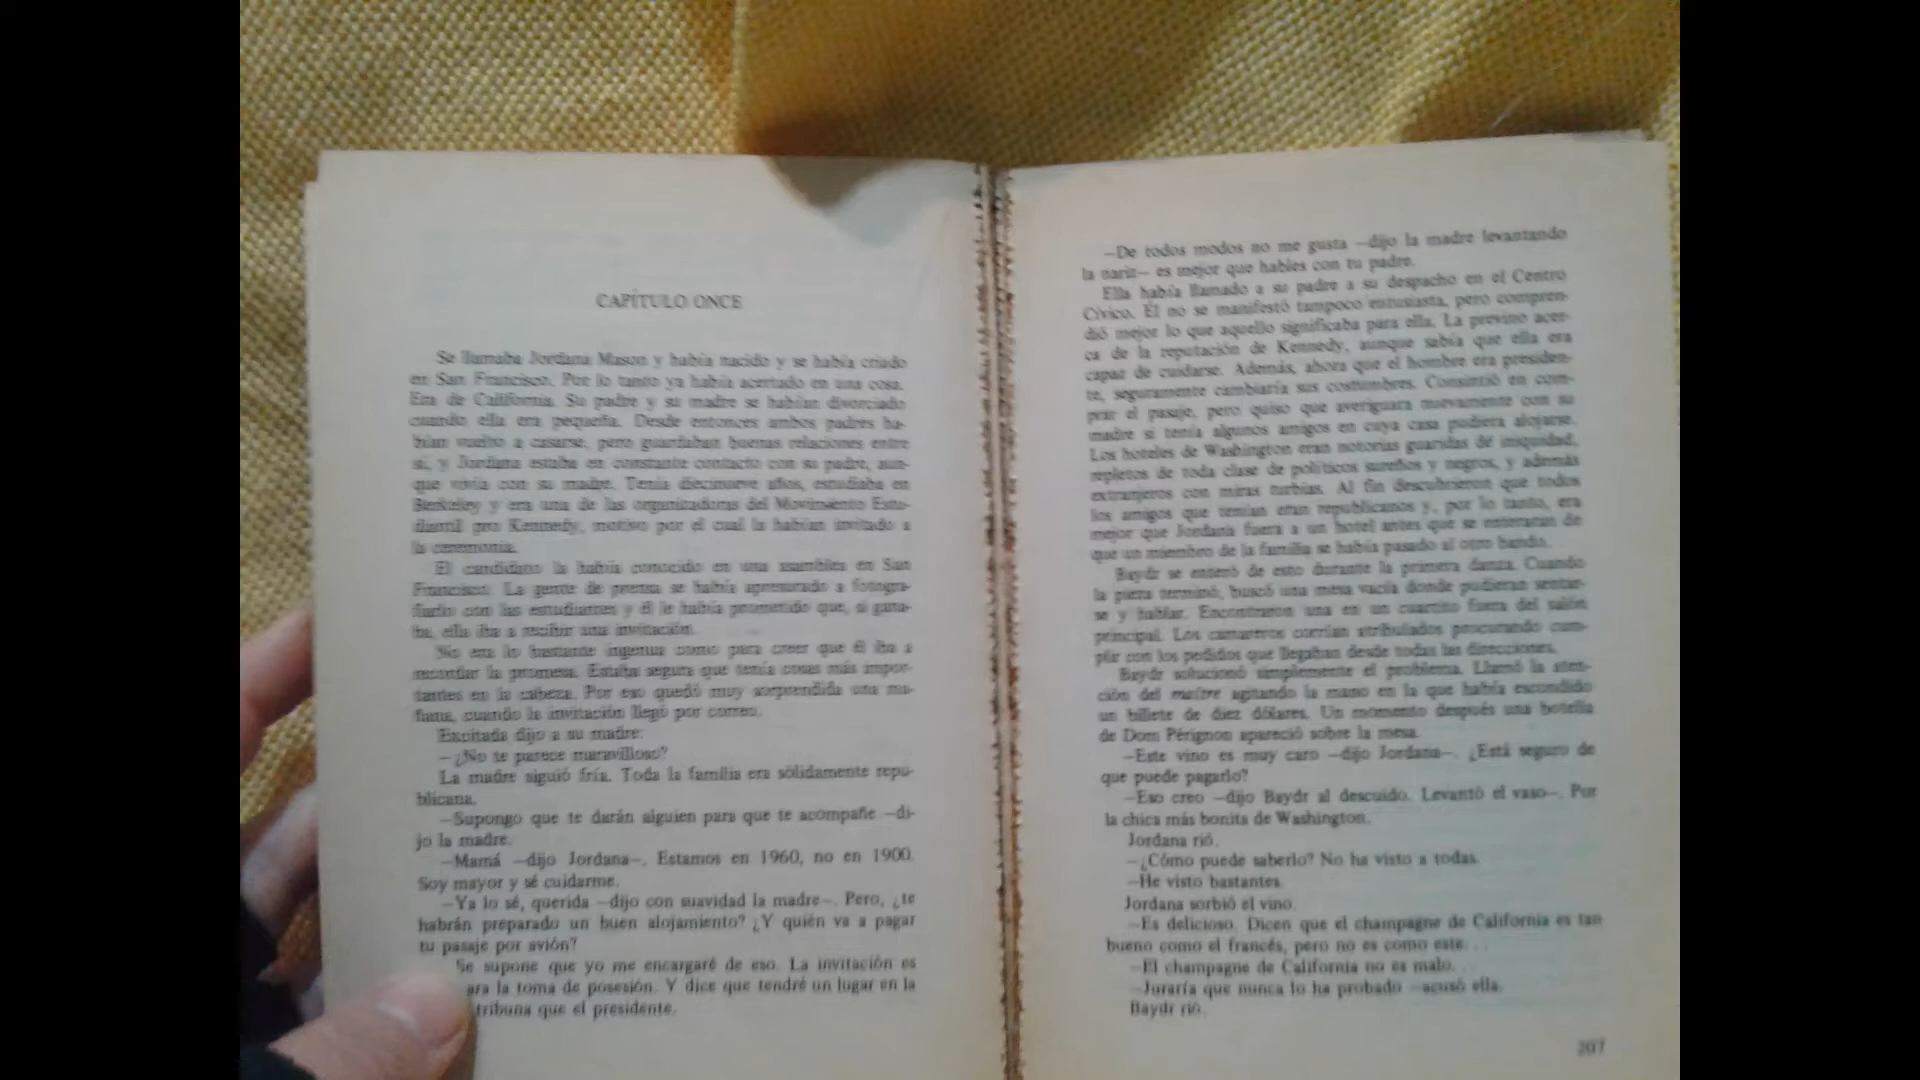 CAPÍTULO ONCE
Se llamaba Jordana Mason y había nacido y se había criado
en San Francisco. Por lo tanto ya había acertado en una cosa.
Era de California. Su padre y su madre se habían divorciado
cuando ella era pequeña. Desde entonces ambos padres ha-
bían vuelto a casarse, pero guardaban buenas relaciones entre
sí, y Jordana estaba en constante contacto con su padre, aun-
que vivía con su madre. Tenía diecinueve años, estudiaba en
Berkeley y era una de las organizadoras del Movimiento Estu-
diantil pro Kennedy, motivo por el cual la habían invitado a
la ceremonia.
El candidato la había conocido en una asamblea en San
Francisco. La gente de prensa se había apresurado a fotogra-
fiarlo con las estudiantes y él le había prometido que, si gana-
ba, ella iba a recibir una invitación.
No era lo bastante ingenua como para creer que él iba a
recordar la promesa. Estaba segura que tenía cosas más impor-
tantes en la cabeza. Por eso quedó muy sorprendida una ma-
ñana, cuando la invitación llegó por correo.
Excitada dijo a su madre:
—¿No te parece maravilloso?
La madre siguió fría. Toda la familia era sólidamente repu-
blicana.
—Supongo que te darán alguien para que te acompañe —di-
jo la madre.
—Mamá —dijo Jordana—. Estamos en 1960, no en 1900.
Soy mayor y sé cuidarme.
—Ya lo sé, querida —dijo con suavidad la madre—. Pero, ¿te
habrán preparado un buen alojamiento? ¿Y quién va a pagar
tu pasaje por avión?
Se supone que yo me encargaré de eso. La invitación es
ara la toma de posesión. Y dice que tendré un lugar en la
tribuna que el presidente.
—De todos modos no me gusta —dijo la madre levantando
la nariz— es mejor que hables con tu padre.
Ella había llamado a su padre a su despacho en el Centro
Cívico. Él no se manifestó tampoco entusiasta, pero compren-
dió mejor lo que aquello significaba para ella. La previno acer-
ca de la reputación de Kennedy, aunque sabía que ella era
capaz de cuidarse. Además, ahora que el hombre era presiden-
te, seguramente cambiaría sus costumbres. Consintió en com-
prar el pasaje, pero quiso que averiguara nuevamente con su
madre si tenía algunos amigos en cuya casa pudiera alojarse.
Los hoteles de Washington eran notorias guaridas de iniquidad,
repletos de toda clase de políticos sureños y negros, y además
extranjeros con miras turbias. Al fin descubrieron que todos
los amigos que tenían eran republicanos y, por lo tanto, era
mejor que Jordana fuera a un hotel antes que se enteraran de
que un miembro de la familia se había pasado al otro bando.
Baydr se enteró de esto durante la primera danza. Cuando
la pieza terminó, buscó una mesa vacía donde pudieran sentar-
se y hablar. Encontraron una en un cuartito fuera del salón
principal. Los camareros corrían atribulados procurando cum-
plir con los pedidos que llegaban desde todas las direcciones.
Baydr solucionó simplemente el problema. Llamó la aten-
ción del maître agitando la mano en la que había escondido
un billete de diez dólares. Un momento después una botella
de Dom Pérignon apareció sobre la mesa.
—Este vino es muy caro —dijo Jordana—. ¿Está seguro de
que puede pagarlo?
—Eso creo —dijo Baydr al descuido. Levantó el vaso—. Por
la chica más bonita de Washington.
Jordana rió.
—¿Cómo puede saberlo? No ha visto a todas.
—He visto bastantes.
Jordana sorbió el vino.
—Es delicioso. Dicen que el champagne de California es tan
bueno como el francés, pero no es como este. . .
—El champagne de California no es malo. . .
—Juraría que nunca lo ha probado —acusó ella.
Baydr rió.
207